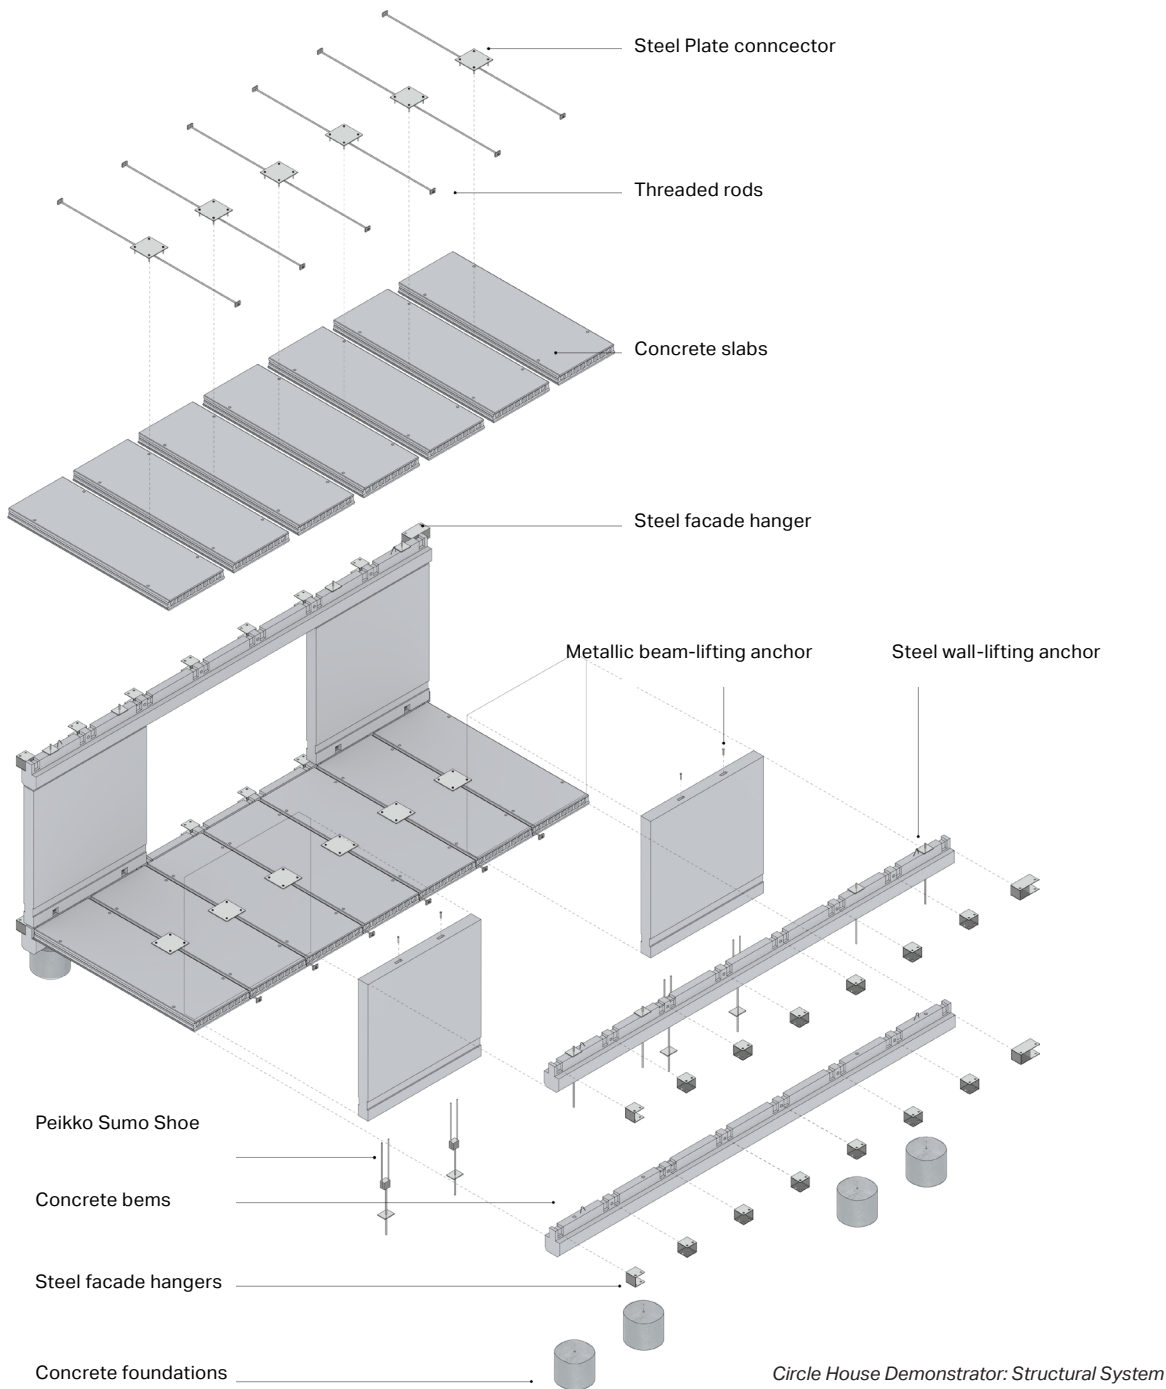 Steel Plate conncector
Threaded rods
Concrete slabs
Steel facade hanger
Metallic beam-lifting anchor
Steel wall-lifting anchor
Peikko Sumo Shoe
Concrete bems
Steel facade hangers
Concrete foundations
Circle House Demonstrator: Structural System